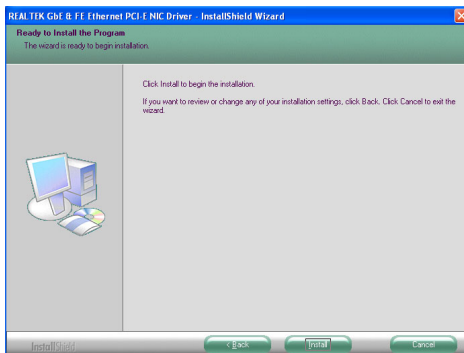 REALTEK GbE & FE Ethernet PCI-E NIC Driver - InstallShield Wizard
Ready to Install the Program
The wizard is ready to begin installation.
Click Install to begin the installation.
If you want to review or change any of your installation settings, click Back. Click Cancel to exit the
wizard.
InstallShield
< Back
Install
Cancel